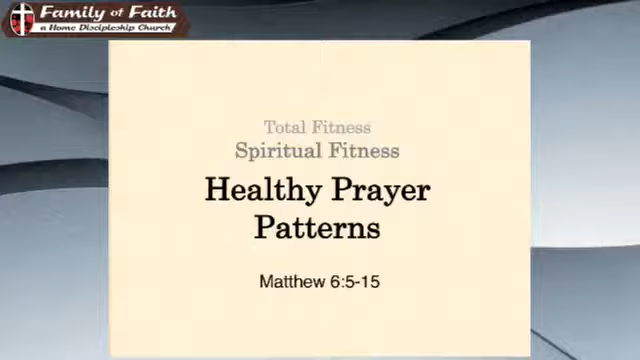 Family of Faith
a Home Discipleship Church
Total Fitness
Spiritual Fitness
Healthy Prayer
Patterns
Matthew 6:5-15